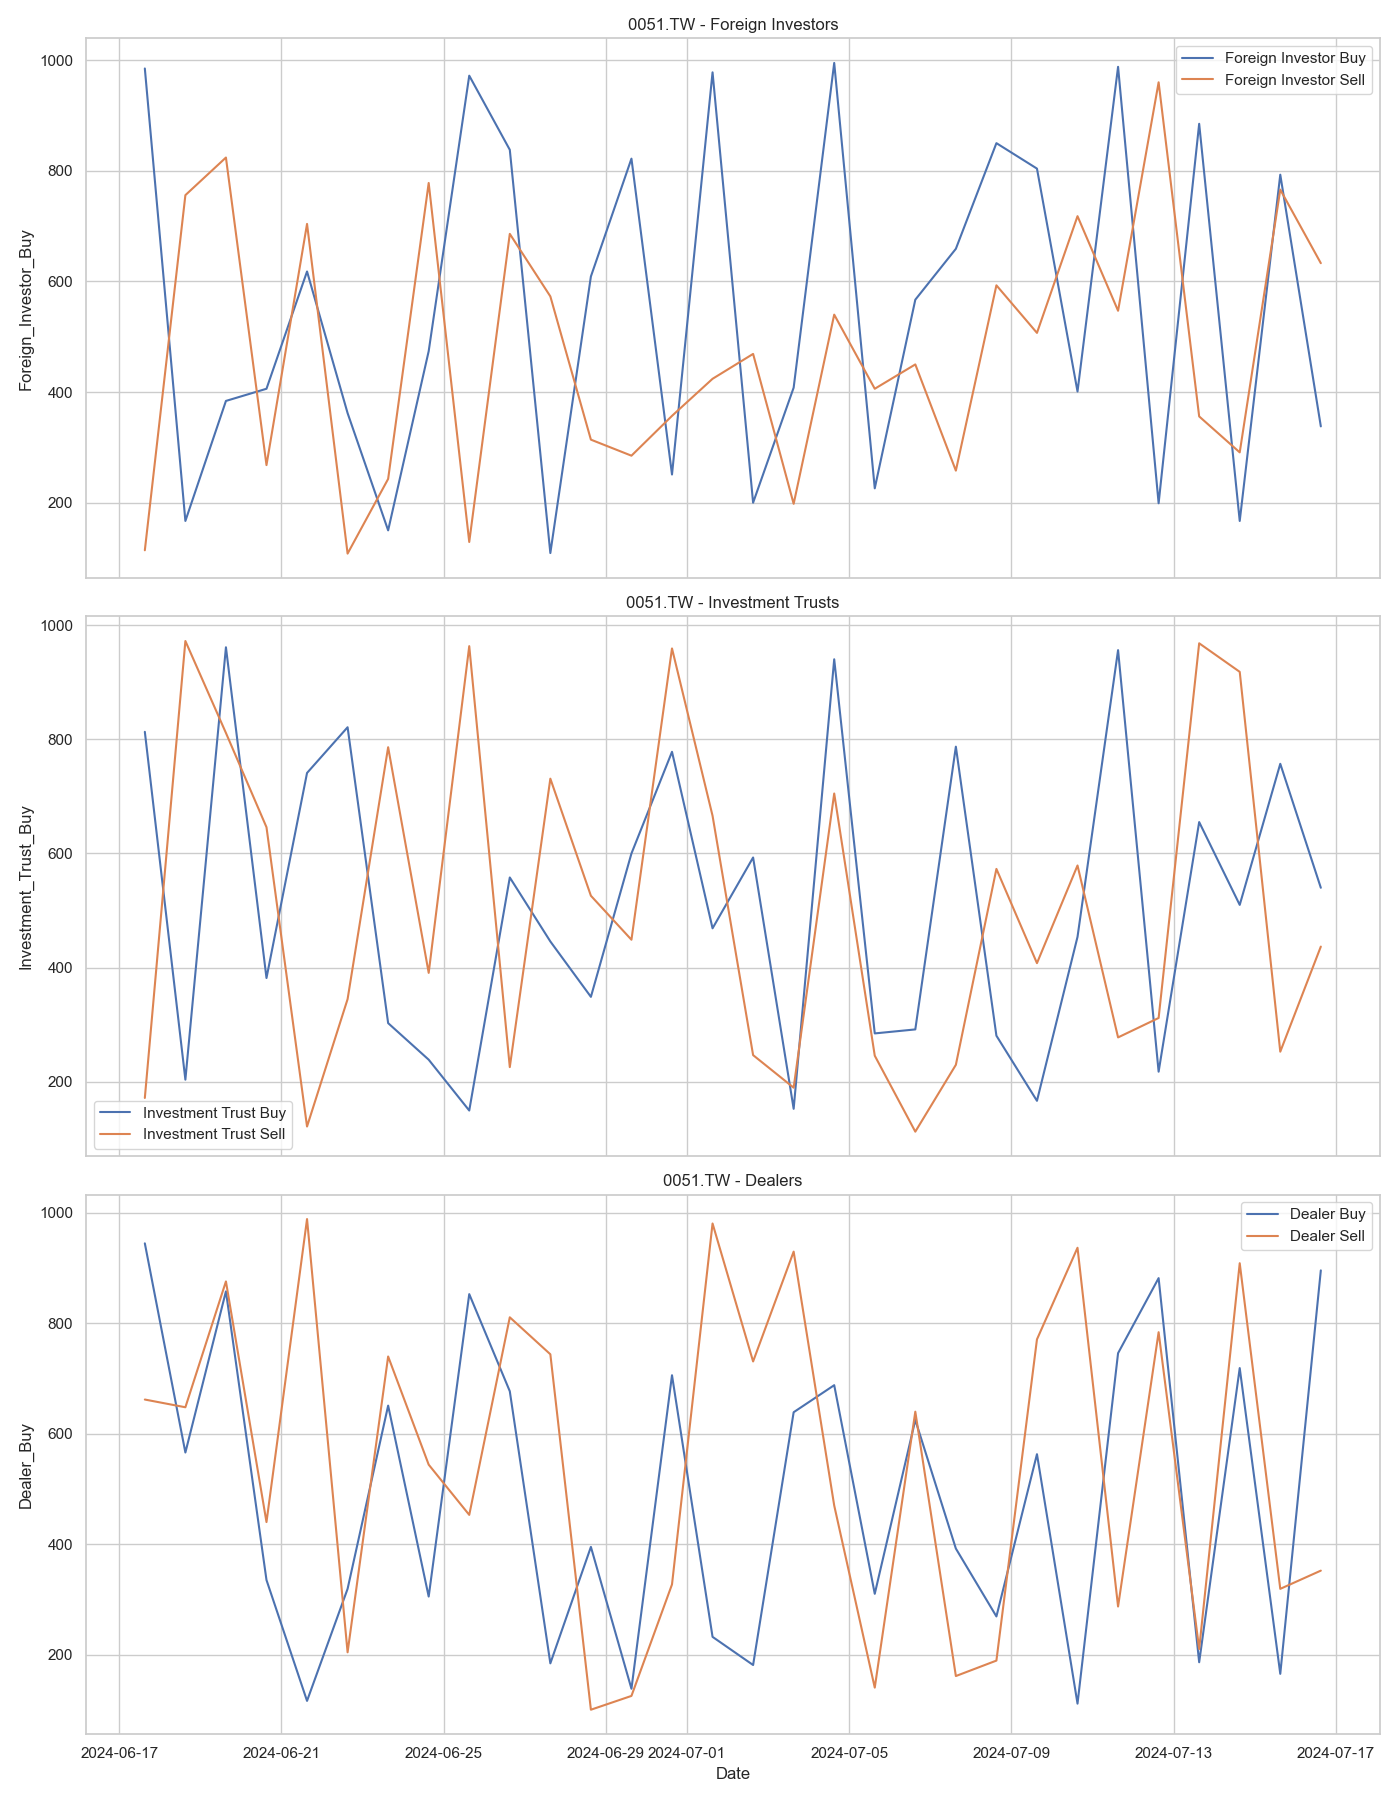 0051.TW - Foreign Investors
1000
800
600
400
200
Foreign_Investor_Buy
Foreign Investor Buy
Foreign Investor Sell
0051.TW - Investment Trusts
1000
800
600
400
200
Investment_Trust_Buy
Investment Trust Buy
Investment Trust Sell
0051.TW - Dealers
1000
800
600
400
200
Dealer_Buy
Dealer Buy
Dealer Sell
2024-06-17 2024-06-21 2024-06-25 2024-06-29 2024-07-01 2024-07-05 2024-07-09 2024-07-13 2024-07-17
Date